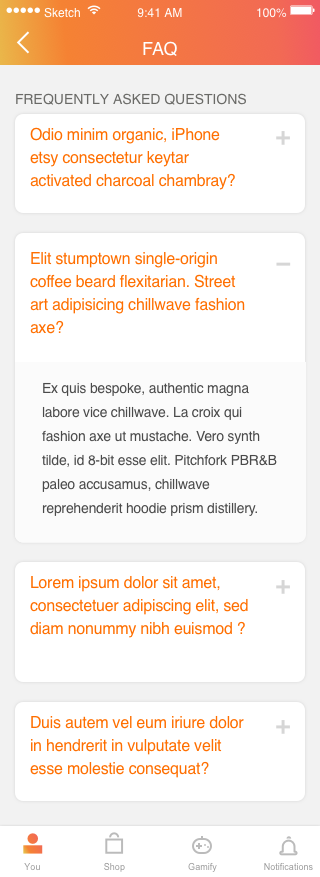 Sketch 9:41 AM 100%
FAQ
FREQUENTLY ASKED QUESTIONS
Odio minim organic, iPhone
etsy consectetur keytar
activated charcoal chambray?
Elit stumptown single-origin
coffee beard flexitarian. Street
art adipisicing chillwave fashion
axe?
Ex quis bespoke, authentic magna
labore vice chillwave. La croix qui
fashion axe ut mustache. Vero synth
tilde, id 8-bit esse elit. Pitchfork PBR&B
paleo accusamus, chillwave
reprehenderit hoodie prism distillery.
Lorem ipsum dolor sit amet,
consectetuer adipiscing elit, sed
diam nonummy nibh euismod ?
Duis autem vel eum iriure dolor
in hendrerit in vulputate velit
esse molestie consequat?
You Shop Gamify Notifications